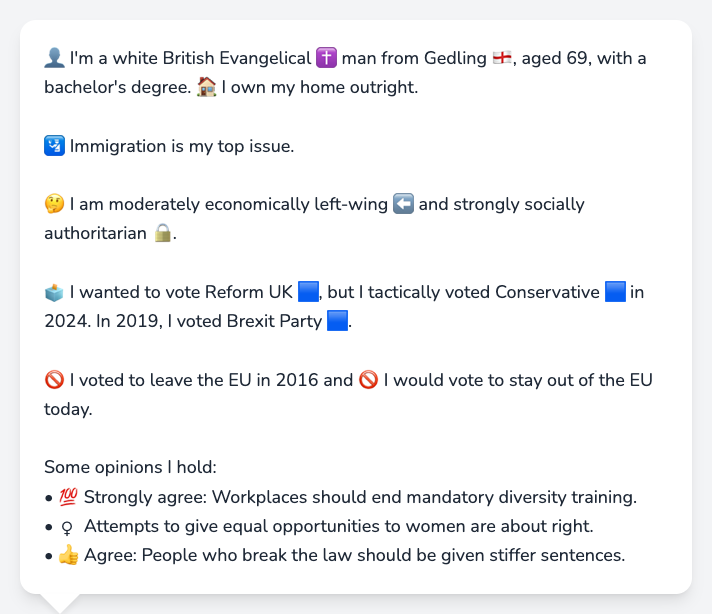 👤 I'm a white British Evangelical ✝️ man from Gedling 🏴󠁧󠁢󠁥󠁮󠁧󠁿, aged 69, with a
bachelor's degree. 🏠 I own my home outright.
🛂 Immigration is my top issue.
🤔 I am moderately economically left-wing ⬅️ and strongly socially
authoritarian 🔒.
🗳️ I wanted to vote Reform UK 🟦, but I tactically voted Conservative 🟦 in
2024. In 2019, I voted Brexit Party 🟦.
🚫 I voted to leave the EU in 2016 and 🚫 I would vote to stay out of the EU
today.
Some opinions I hold:
• 💯 Strongly agree: Workplaces should end mandatory diversity training.
• ♀ Attempts to give equal opportunities to women are about right.
• 👍 Agree: People who break the law should be given stiffer sentences.